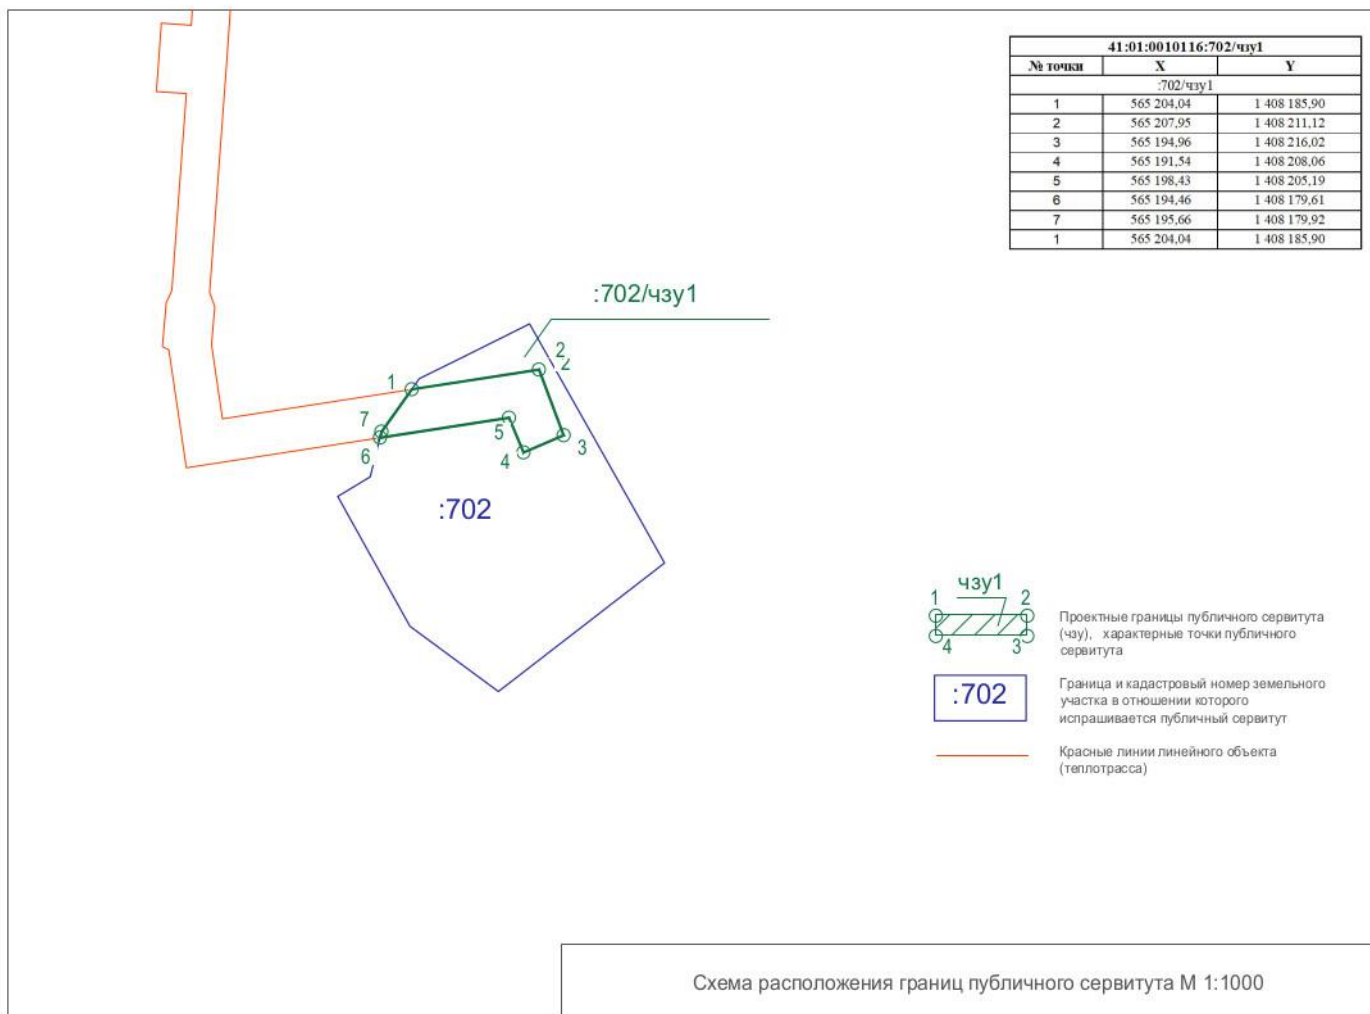 41:01:0010116:702/чзу1
№ точки X Y
:702/чзу1
1 565 204,04 1 408 185,90
2 565 207,95 1 408 211,12
3 565 194,96 1 408 216,02
4 565 191,54 1 408 208,06
5 565 198,43 1 408 205,19
6 565 194,46 1 408 179,61
7 565 195,66 1 408 179,92
1 565 204,04 1 408 185,90
:702/чзу1
2
2
1
7
5
3
6
4
:702
чзу1
1 2
4 3
Проектные границы публичного сервитута
(чзу), характерные точки публичного
сервитута
:702
Граница и кадастровый номер земельного
участка в отношении которого
испрашивается публичный сервитут
Красные линии линейного объекта
(теплотрасса)
Схема расположения границ публичного сервитута М 1:1000